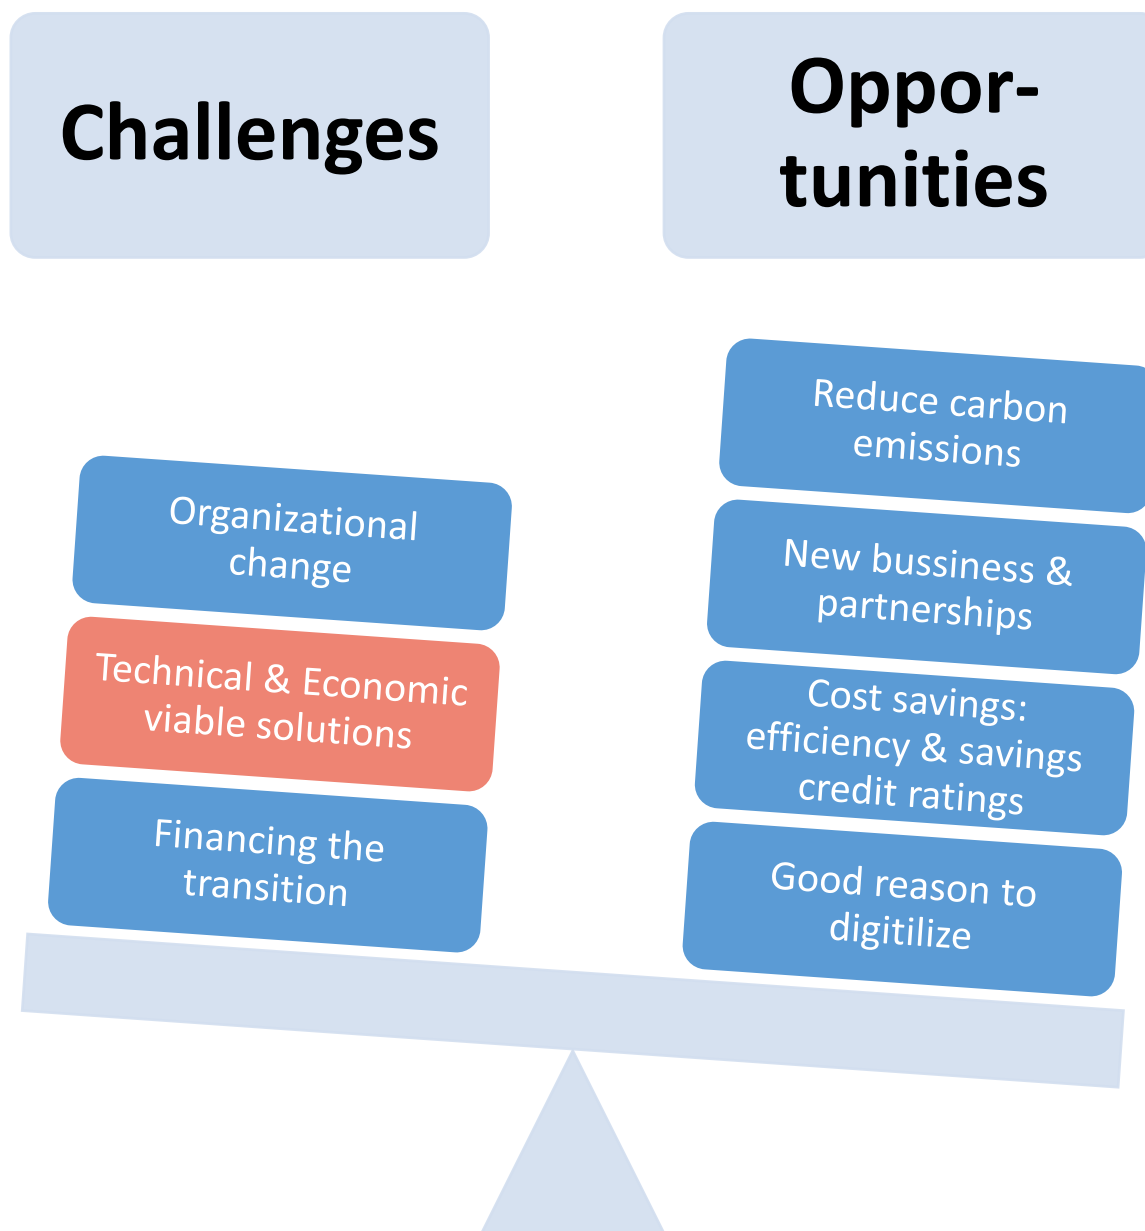 Challenges
Oppor-
tunities
Organizational
change
Technical & Economic
viable solutions
Financing the
transition
Reduce carbon
emissions
New bussiness &
partnerships
Cost savings:
efficiency & savings
credit ratings
Good reason to
digitilize